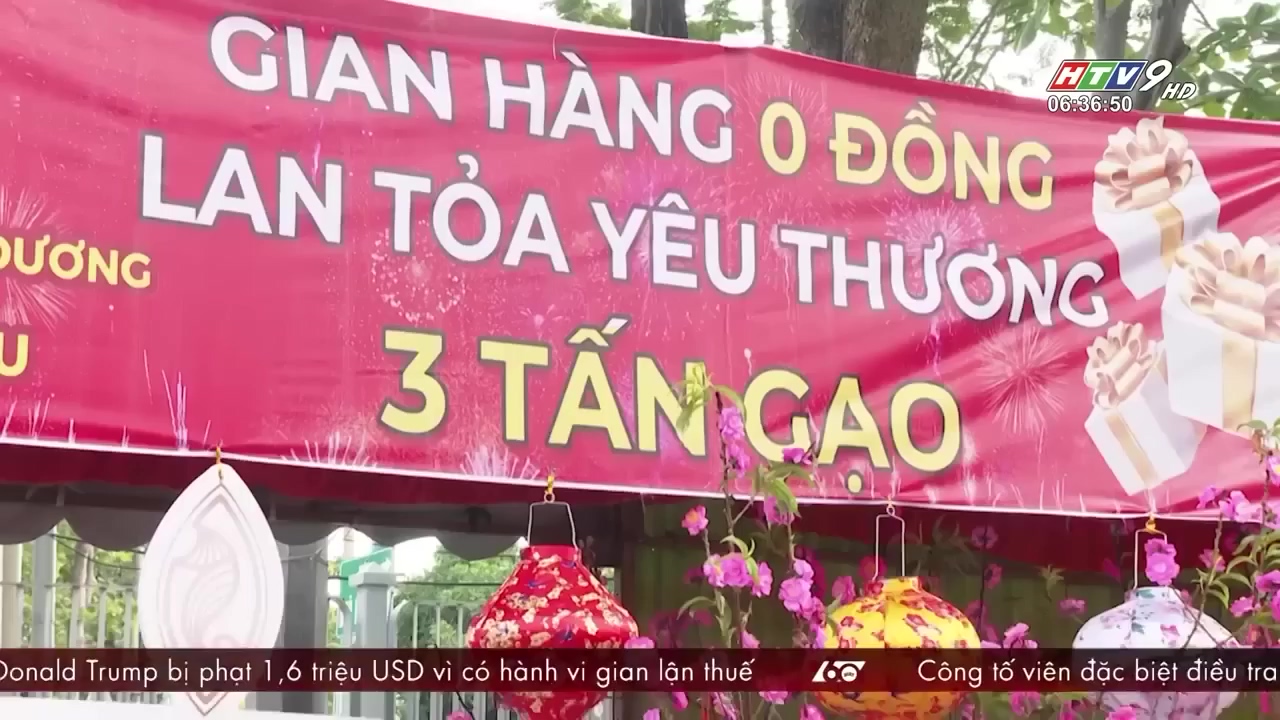 HTV9 HD
06:36:50
GIAN HÀNG 0 ĐỒNG
LAN TỎA YÊU THƯƠNG
3 TẤN GẠO
DƯƠNG
U
Donald Trump bị phạt 1,6 triệu USD vì có hành vi gian lận thuế
60
Công tố viên đặc biệt điều tra